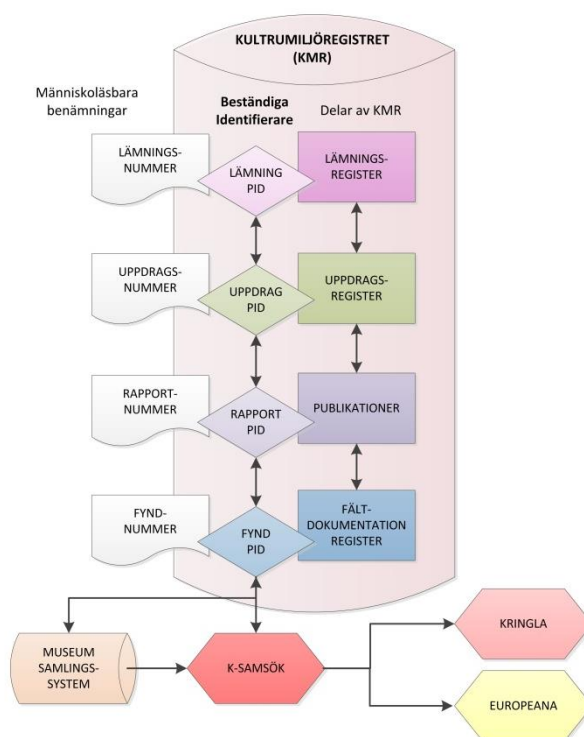 KULTRUMILJÖREGISTRET
(KMR)
Människoläsbara
benämningar
Beständiga
Identifierare
Delar av KMR
LÄMNINGS-
NUMMER
LÄMNING
PID
LÄMNINGS-
REGISTER
UPPDRAGS-
NUMMER
UPPDRAG
PID
UPPDRAGS-
REGISTER
RAPPORT-
NUMMER
RAPPORT
PID
PUBLIKATIONER
FYND-
NUMMER
FYND
PID
FÄLT-
DOKUMENTATION
REGISTER
MUSEUM
SAMLINGS-
SYSTEM
K-SAMSÖK
KRINGLA
EUROPEANA